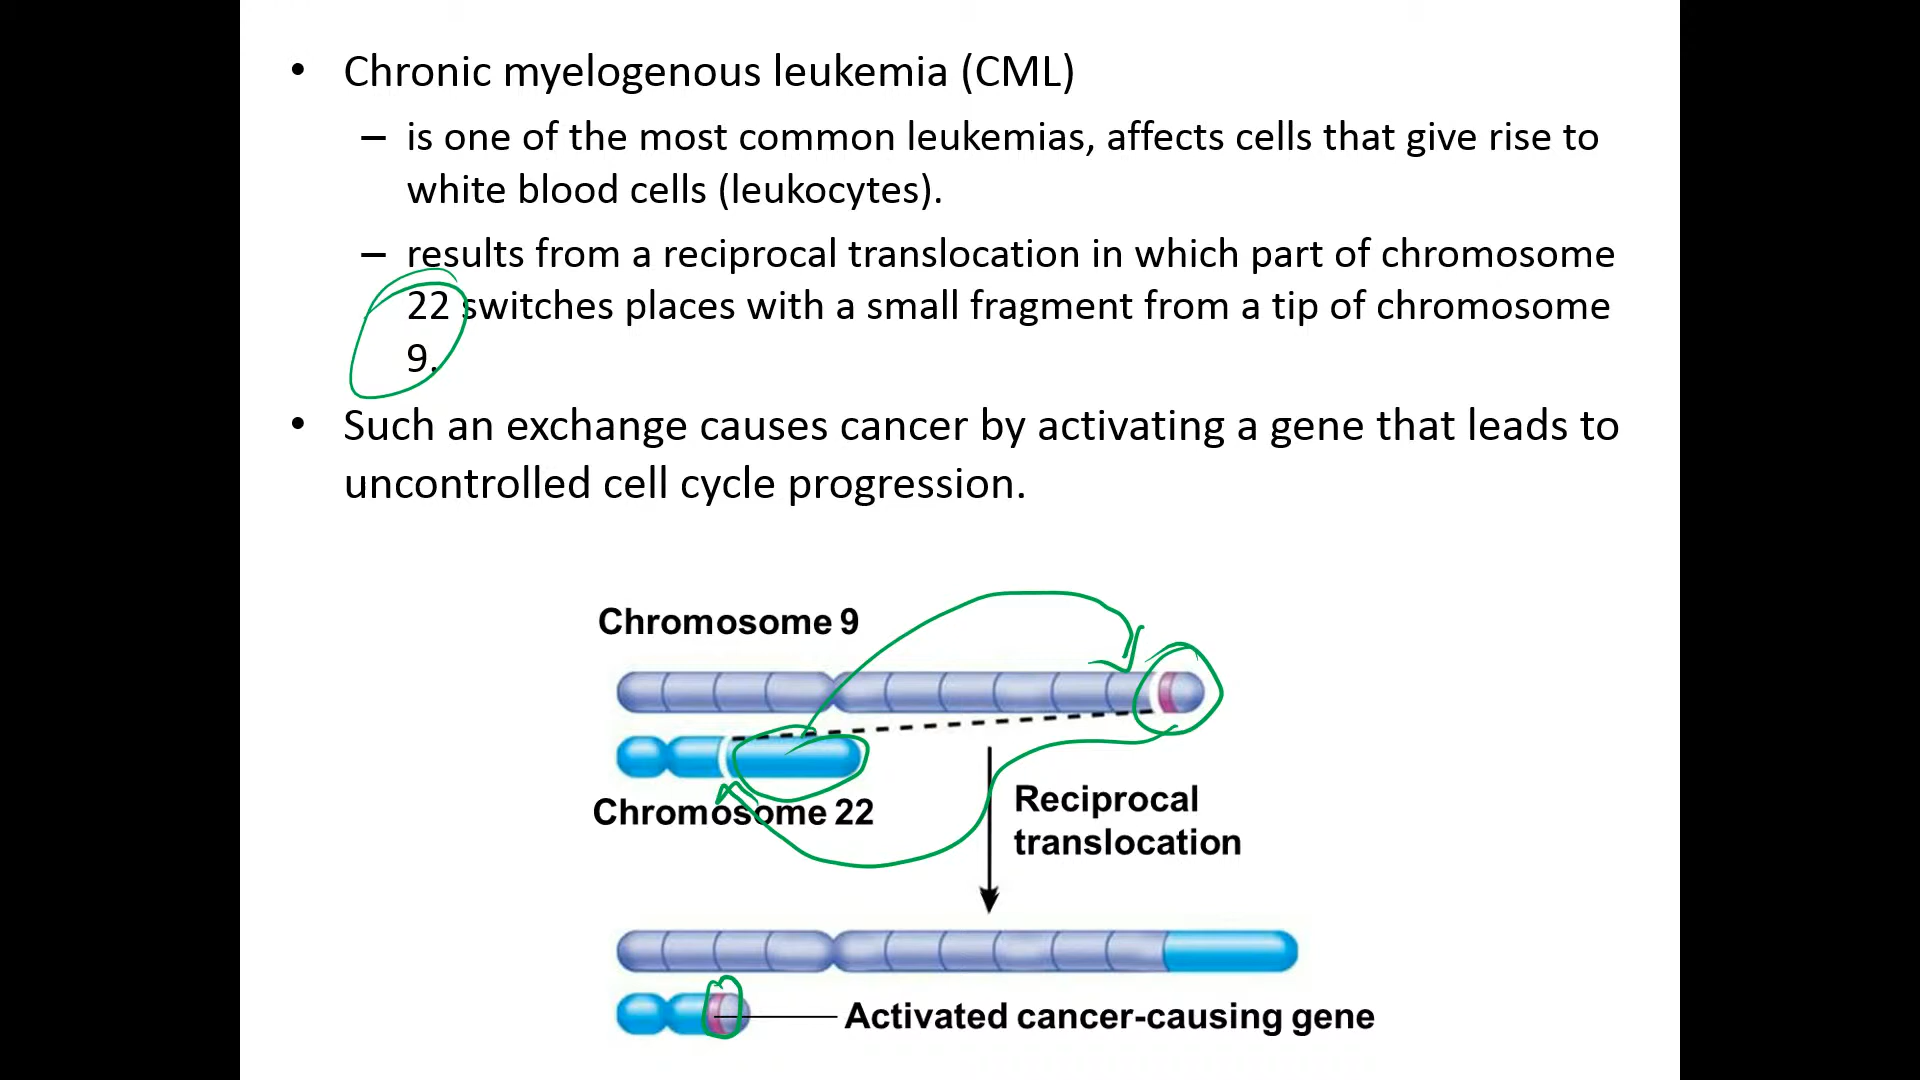 • Chronic myelogenous leukemia (CML)
– is one of the most common leukemias, affects cells that give rise to
white blood cells (leukocytes).
– results from a reciprocal translocation in which part of chromosome
22 switches places with a small fragment from a tip of chromosome
9.
• Such an exchange causes cancer by activating a gene that leads to
uncontrolled cell cycle progression.
Chromosome 9
Chromosome 22
Reciprocal
translocation
Activated cancer-causing gene